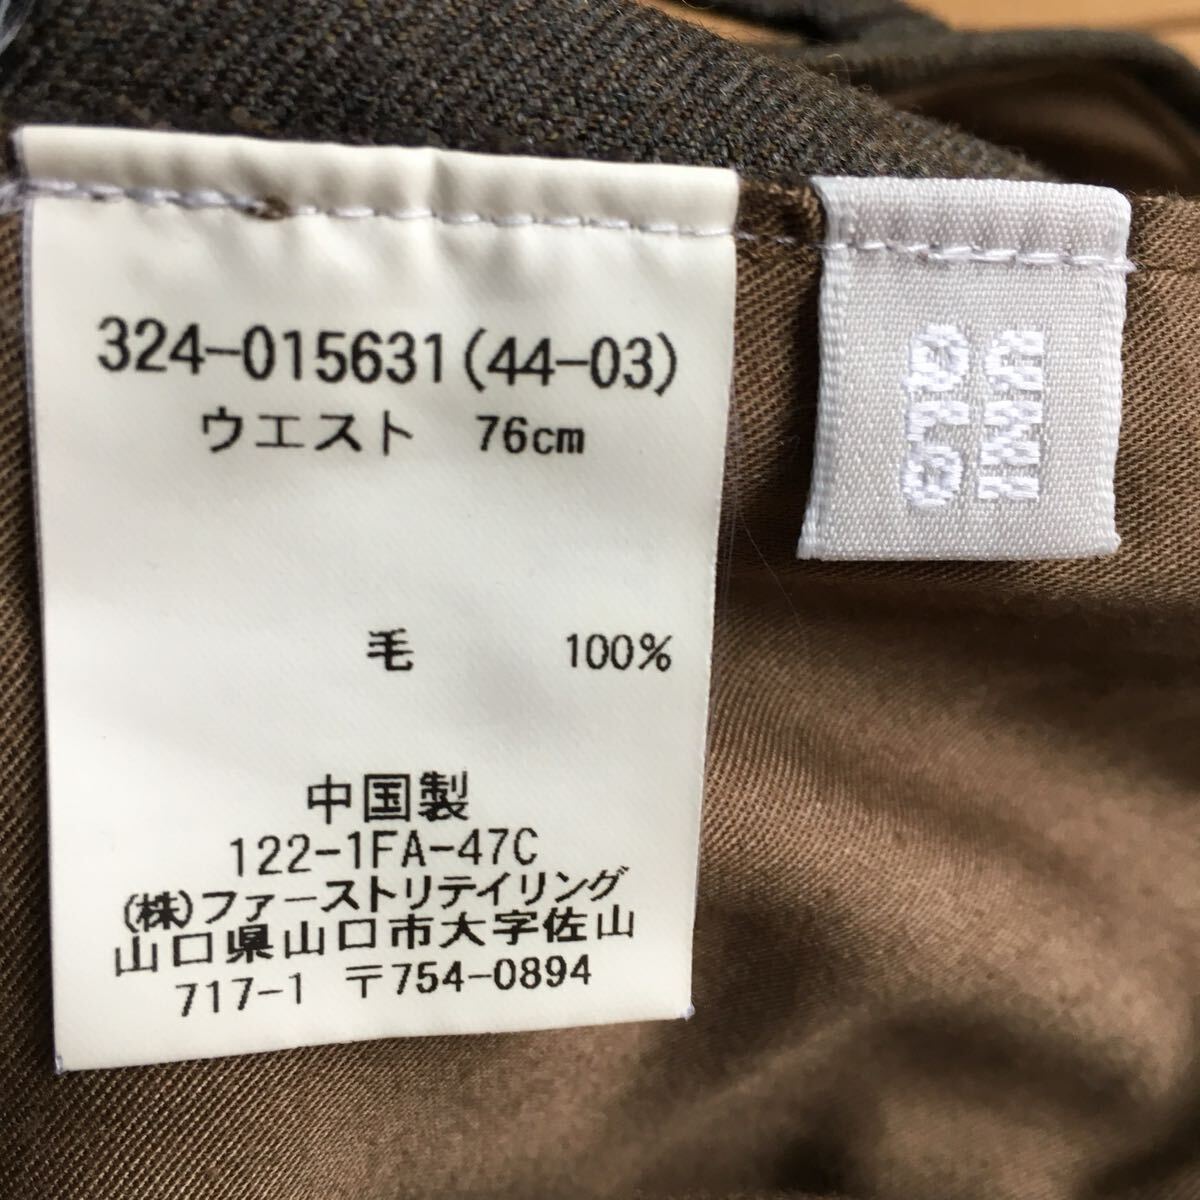 324-015631(44-03)
ウエスト 76cm
毛 100%
中国製
122-1FA-47C
(株)ファーストリテイリング
山口県山口市大字佐山
717-1 〒754-0894